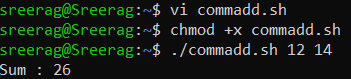 sreerag@Sreerag:~$ vi commadd.sh
sreerag@Sreerag:~$ chmod +x commadd.sh
sreerag@Sreerag:~$ ./commadd.sh 12 14
Sum : 26